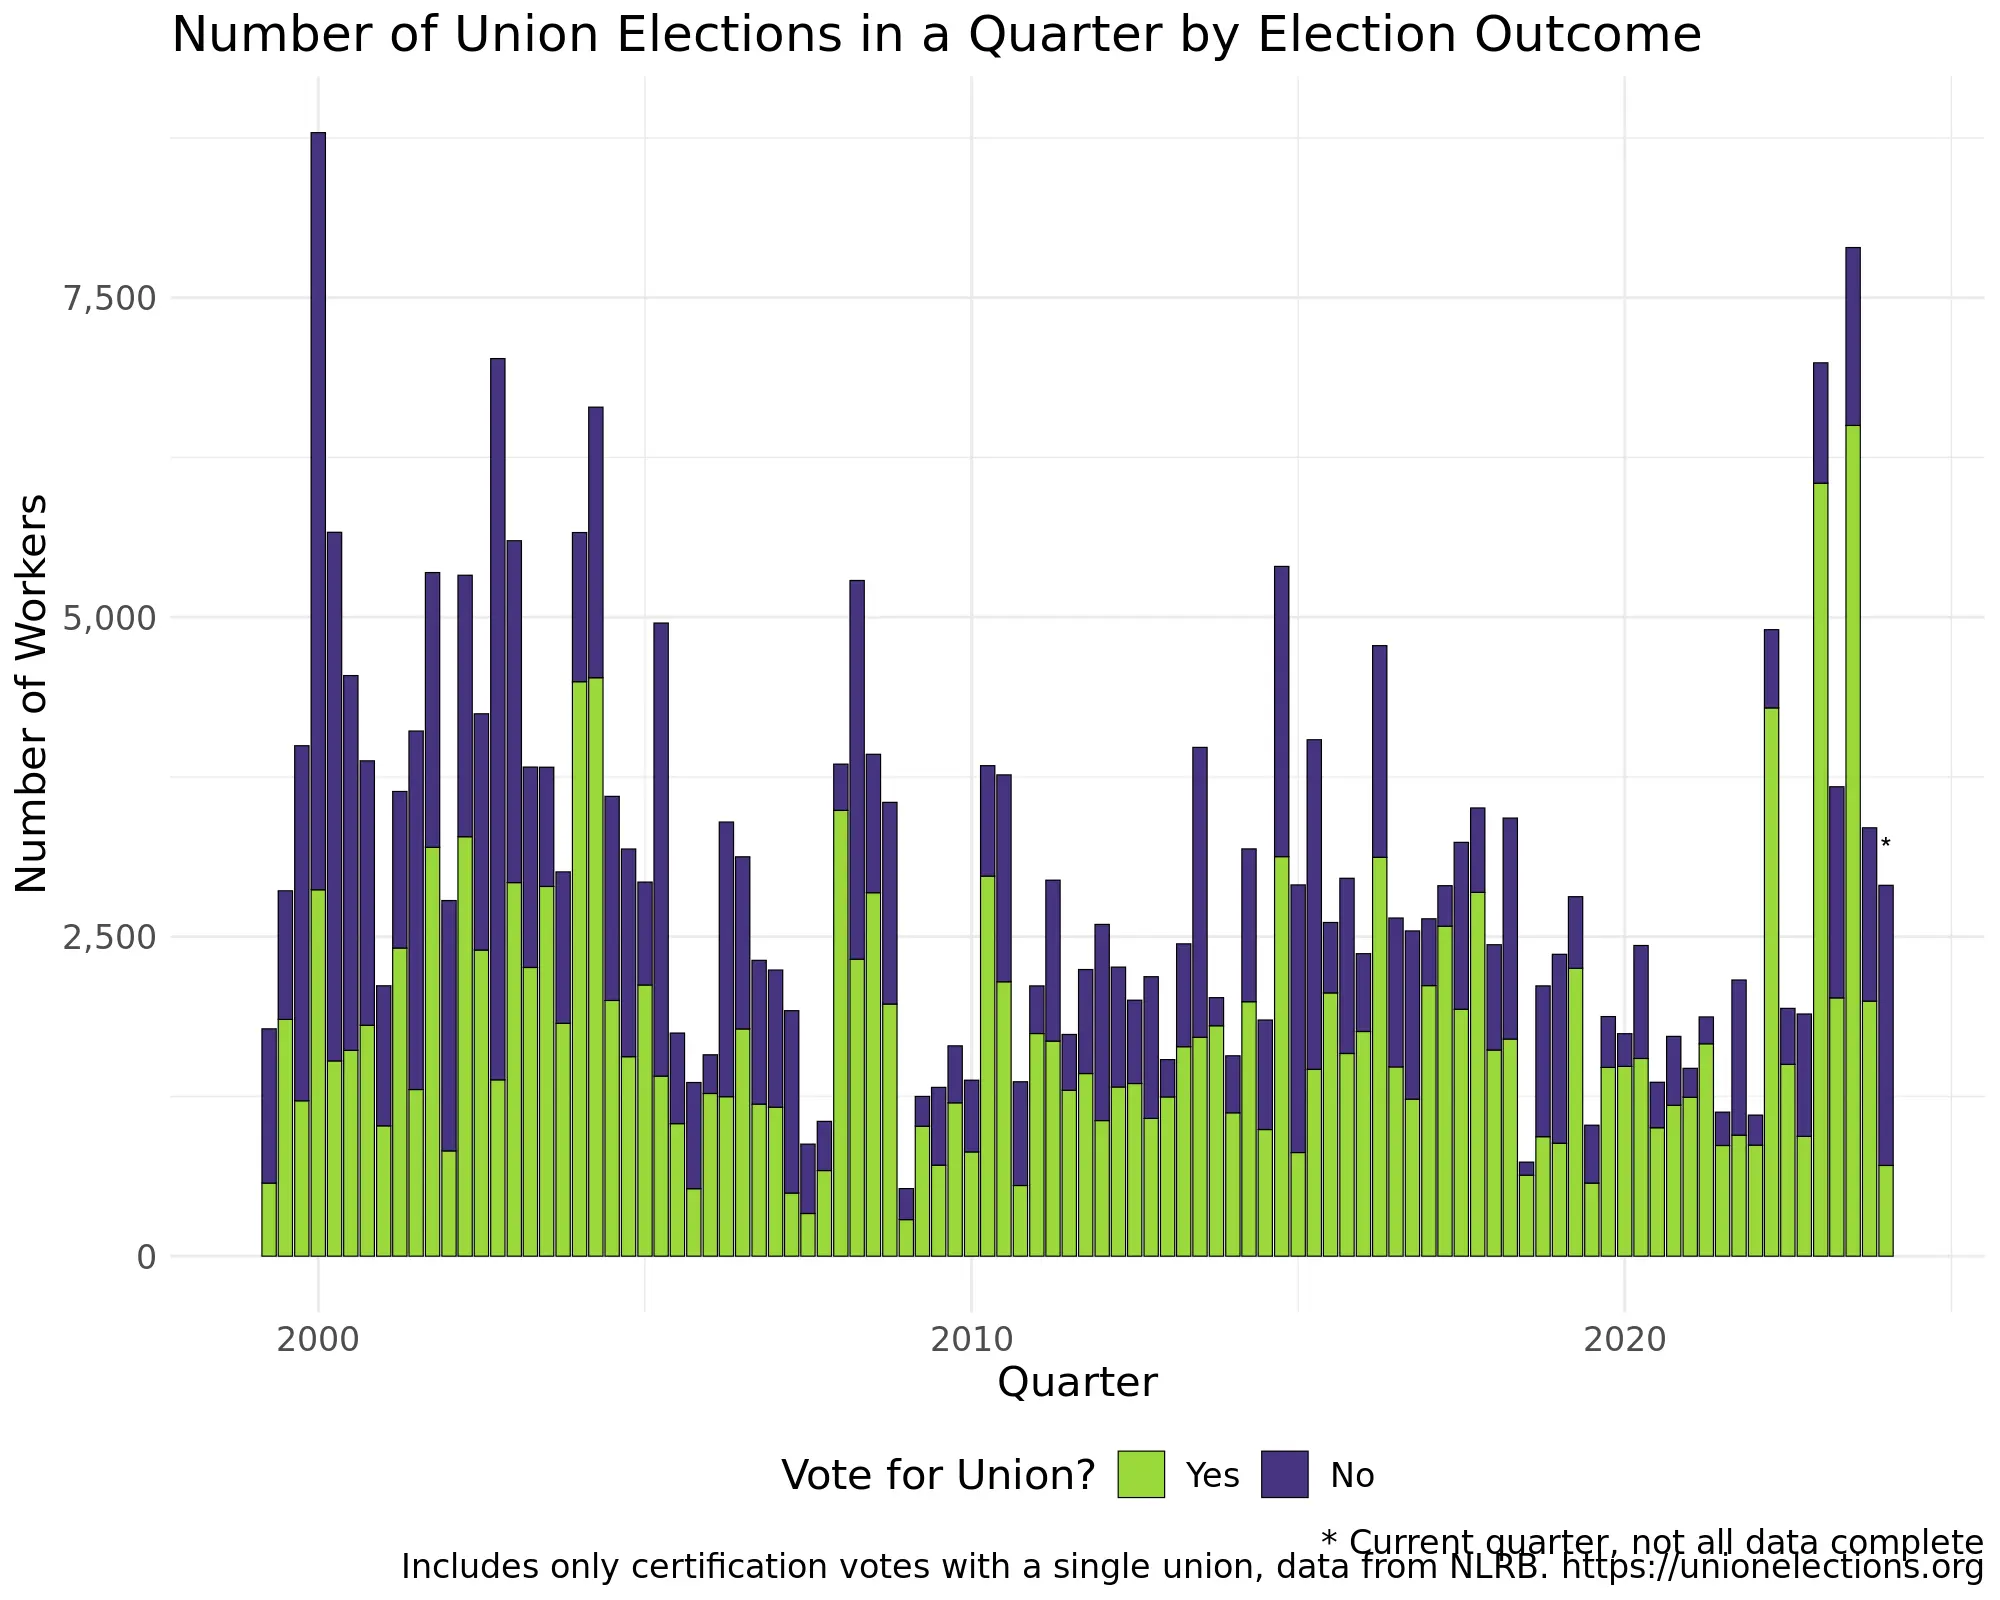 Number of Union Elections in a Quarter by Election Outcome
Number of Workers
7,500
5,000
2,500
0
*
2000 2010 2020
Quarter
Vote for Union? Yes No
* Current quarter, not all data complete
Includes only certification votes with a single union, data from NLRB. https://unionelections.org